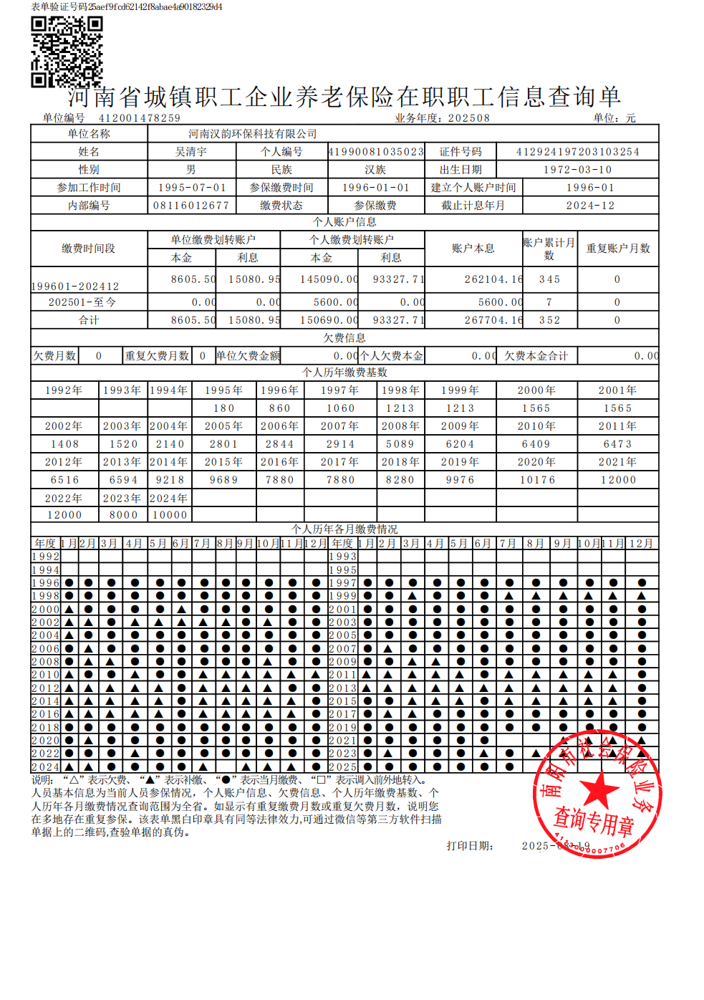 表单验证号码25aef9fcd62142f8abae4a90182329d4
河南省城镇职工企业养老保险在职职工信息查询单
单位编号 412001478259 业务年度：202508 单位：元
单位名称 河南汉韵环保科技有限公司
姓名 吴清宇 个人编号 41990081035023 证件号码 412924197203103254
性别 男 民族 汉族 出生日期 1972-03-10
参加工作时间 1995-07-01 参保缴费时间 1996-01-01 建立个人账户时间 1996-01
内部编号 08116012677 缴费状态 参保缴费 截止计息年月 2024-12
个人账户信息
缴费时间段 单位缴费划转账户 个人缴费划转账户 账户本息 账户累计月数 重复账户月数
本金 利息 本金 利息
199601-202412 8605.50 15080.95 145090.00 93327.71 262104.16 345 0
202501-至今 0.00 0.00 5600.00 0.00 5600.00 7 0
合计 8605.50 15080.95 150690.00 93327.71 267704.16 352 0
欠费信息
欠费月数 0 重复欠费月数 0 单位欠费金额 0.00 个人欠费本金 0.00 欠费本金合计 0.00
个人历年缴费基数
1992年 1993年 1994年 1995年 1996年 1997年 1998年 1999年 2000年 2001年
180 860 1060 1213 1213 1565 1565
2002年 2003年 2004年 2005年 2006年 2007年 2008年 2009年 2010年 2011年
1408 1520 2140 2801 2844 2914 5089 6204 6409 6473
2012年 2013年 2014年 2015年 2016年 2017年 2018年 2019年 2020年 2021年
6516 6594 9218 9689 7880 7880 8280 9976 10176 12000
2022年 2023年 2024年
12000 8000 10000
个人历年各月缴费情况
年度 1月 2月 3月 4月 5月 6月 7月 8月 9月 10月 11月 12月 年度 1月 2月 3月 4月 5月 6月 7月 8月 9月 10月 11月 12月
1992 1993
1994 1995
1996 ● ● ● ● ● ● ● ● ● ● ● ● 1997 ● ● ● ● ● ● ● ● ● ● ● ●
1998 ● ● ● ● ● ● ● ● ● ● ● ● 1999 ● ● ▲ ● ● ● ▲ ▲ ▲ ▲ ▲ ▲
2000 ▲ ● ● ● ● ▲ ● ● ● ● ● ● 2001 ● ● ● ● ● ● ● ● ● ● ● ●
2002 ▲ ▲ ● ▲ ▲ ▲ ▲ ▲ ● ▲ ● ● 2003 ● ● ● ● ● ● ● ● ● ● ● ●
2004 ▲ ● ● ● ● ● ● ● ● ● ● ● 2005 ● ● ● ● ● ● ● ● ● ● ● ●
2006 ● ▲ ● ● ● ● ● ● ● ● ● ● 2007 ● ▲ ● ● ● ● ● ● ● ● ● ●
2008 ● ▲ ▲ ● ● ● ● ● ● ▲ ● ● 2009 ● ● ▲ ▲ ● ● ● ● ● ● ● ●
2010 ▲ ● ● ▲ ● ● ▲ ▲ ▲ ▲ ▲ ▲ 2011 ▲ ▲ ▲ ▲ ▲ ● ▲ ▲ ▲ ▲ ▲ ●
2012 ▲ ▲ ▲ ▲ ▲ ● ▲ ▲ ▲ ▲ ● ● 2013 ▲ ▲ ▲ ▲ ▲ ▲ ▲ ▲ ▲ ▲ ▲ ●
2014 ▲ ▲ ▲ ▲ ▲ ● ▲ ▲ ▲ ▲ ▲ ● 2015 ● ● ▲ ▲ ▲ ● ▲ ▲ ▲ ▲ ▲ ●
2016 ▲ ▲ ▲ ▲ ▲ ● ▲ ▲ ▲ ▲ ▲ ● 2017 ● ▲ ▲ ● ● ● ● ● ● ● ● ●
2018 ● ● ● ● ● ● ● ● ● ● ● ● 2019 ● ● ● ● ● ● ● ● ● ● ● ●
2020 ● ▲ ● ● ● ● ● ● ● ● ● ● 2021 ● ● ● ● ● ● ▲ ▲ ▲ ▲
2022 ● ● ● ▲ ● ● ● ● ● ● ● ● 2023 ● ▲ ● ● ● ▲ ● ▲ ▲ ▲ ▲ ▲
2024 ▲ ▲ ● ● ● ● ▲ ▲ ▲ ▲ ● 2025 ● ● ● ● ● ● ●
说明：“△”表示欠费、“▲”表示补缴、“●”表示当月缴费、“□”表示调入前外地转入。
人员基本信息为当前人员参保情况，个人账户信息、欠费信息、个人历年缴费基数、个
人历年各月缴费情况查询范围为全省。如显示有重复缴费月数或重复欠费月数，说明您
在多地存在重复参保。该表单黑白印章具有同等法律效力,可通过微信等第三方软件扫描
单据上的二维码,查验单据的真伪。
打印日期： 2025-08-19
南阳市社会保险业务
查询专用章
4113000007706